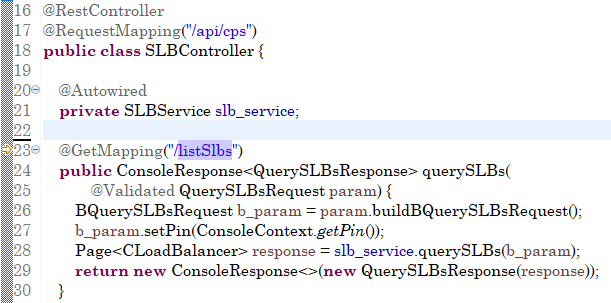 16 @RestController
17 @RequestMapping("/api/cps")
18 public class SLBController {
19
20 @Autowired
21 private SLBService slb_service;
22
23 @GetMapping("/listSlbs")
24 public ConsoleResponse<QuerySLBsResponse> querySLBs(
25 @Validated QuerySLBsRequest param) {
26 BQuerySLBsRequest b_param = param.buildBQuerySLBsRequest();
27 b_param.setPin(ConsoleContext.getPin());
28 Page<CLoadBalancer> response = slb_service.querySLBs(b_param);
29 return new ConsoleResponse<>(new QuerySLBsResponse(response));
30 }